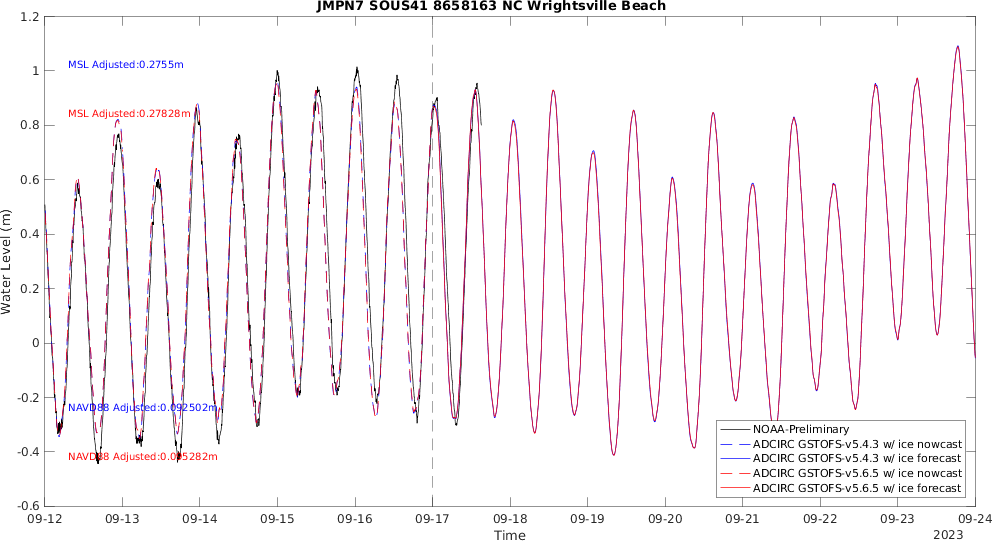 JMPN7 SOUS41 8658163 NC Wrightsville Beach
1.2
1
0.8
0.6
0.4
0.2
0
-0.2
-0.4
-0.6
Water Level (m)
MSL Adjusted:0.2755m
MSL Adjusted:0.27828m
NAVD88 Adjusted:0.092502m
NAVD88 Adjusted:0.095282m
NOAA-Preliminary
ADCIRC GSTOFS-v5.4.3 w/ ice nowcast
ADCIRC GSTOFS-v5.4.3 w/ ice forecast
ADCIRC GSTOFS-v5.6.5 w/ ice nowcast
ADCIRC GSTOFS-v5.6.5 w/ ice forecast
09-12 09-13 09-14 09-15 09-16 09-17 09-18 09-19 09-20 09-21 09-22 09-23 09-24
Time
2023